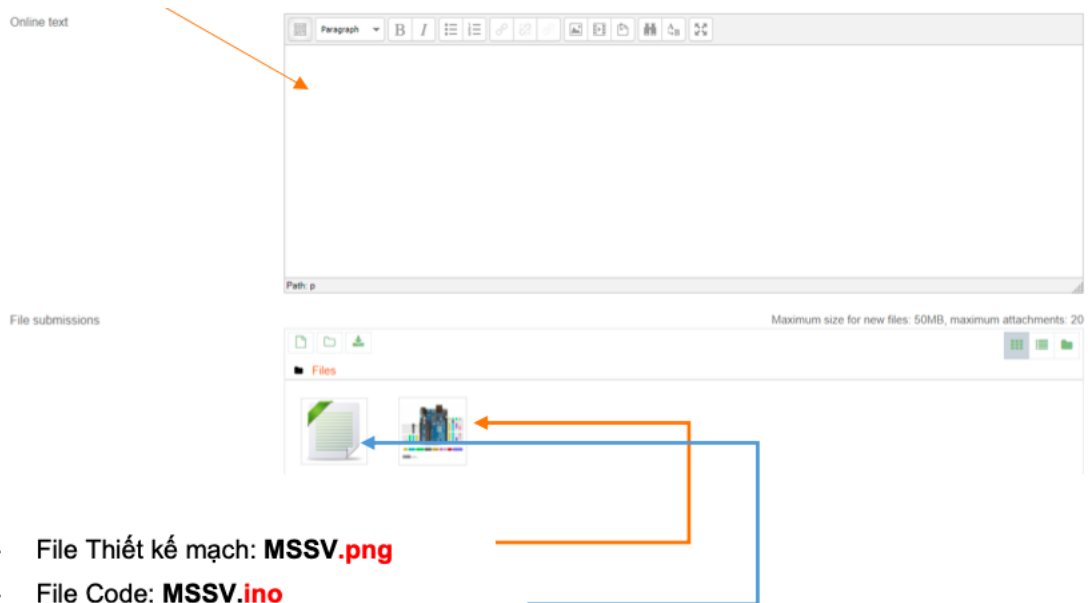 Online text
Paragraph
Path: p
File submissions
Maximum size for new files: 50MB, maximum attachments: 20
Files
- File Thiết kế mạch: MSSV.png
- File Code: MSSV.ino